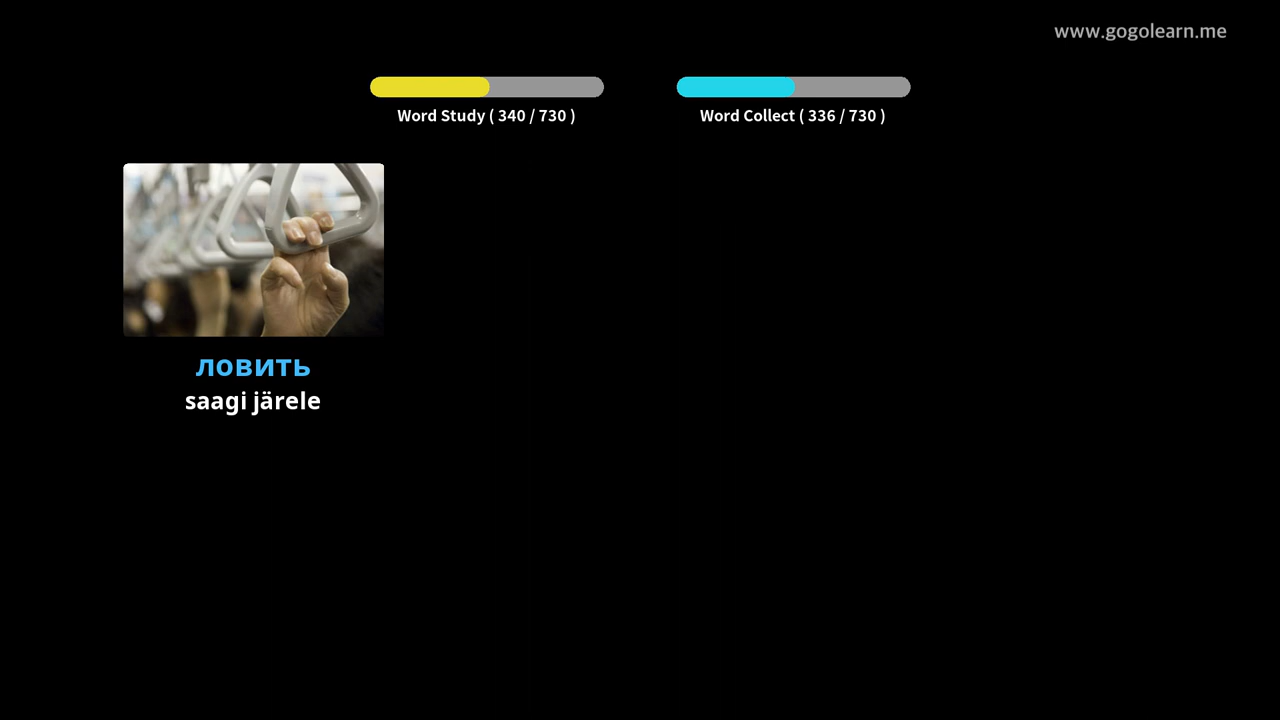 www.gogolearn.me
Word Study ( 340 / 730 )
Word Collect ( 336 / 730 )
ловить
saagi järele